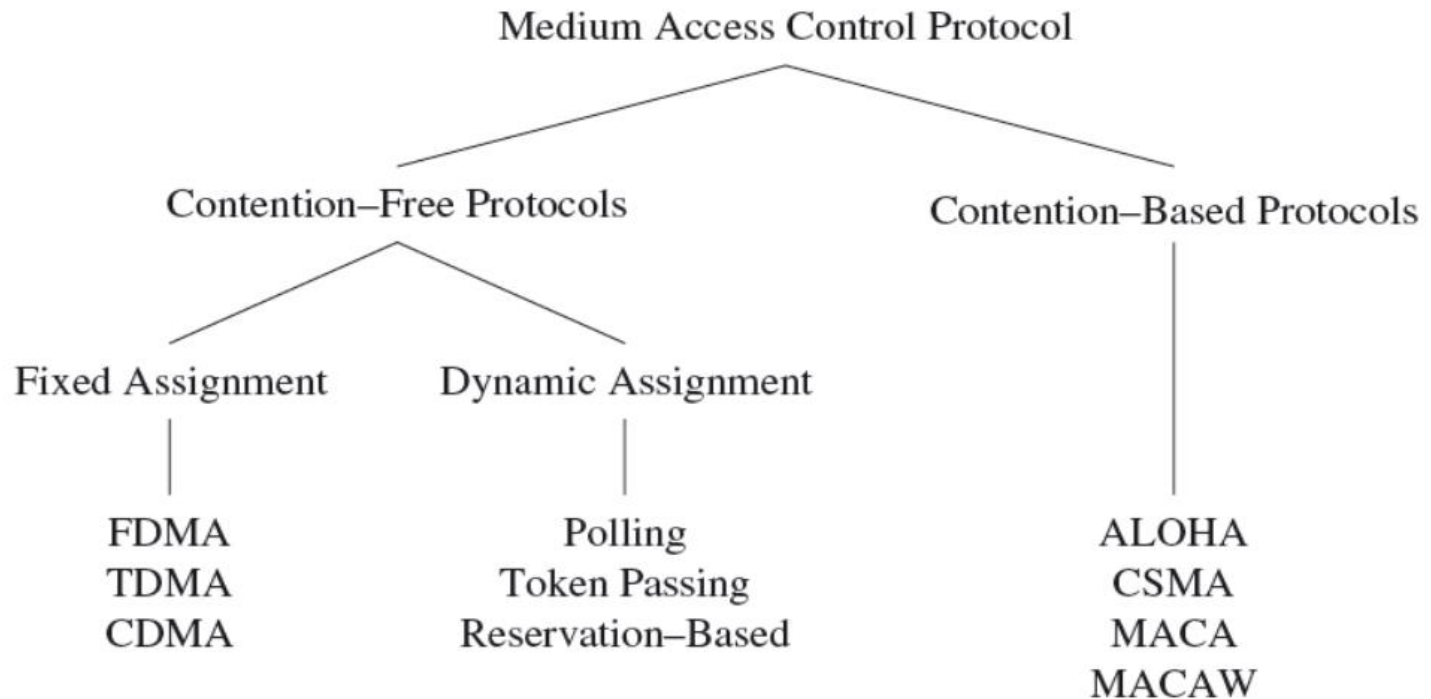 Medium Access Control Protocol
Contention–Free Protocols
Contention–Based Protocols
Fixed Assignment
Dynamic Assignment
FDMA
TDMA
CDMA
Polling
Token Passing
Reservation–Based
ALOHA
CSMA
MACA
MACAW